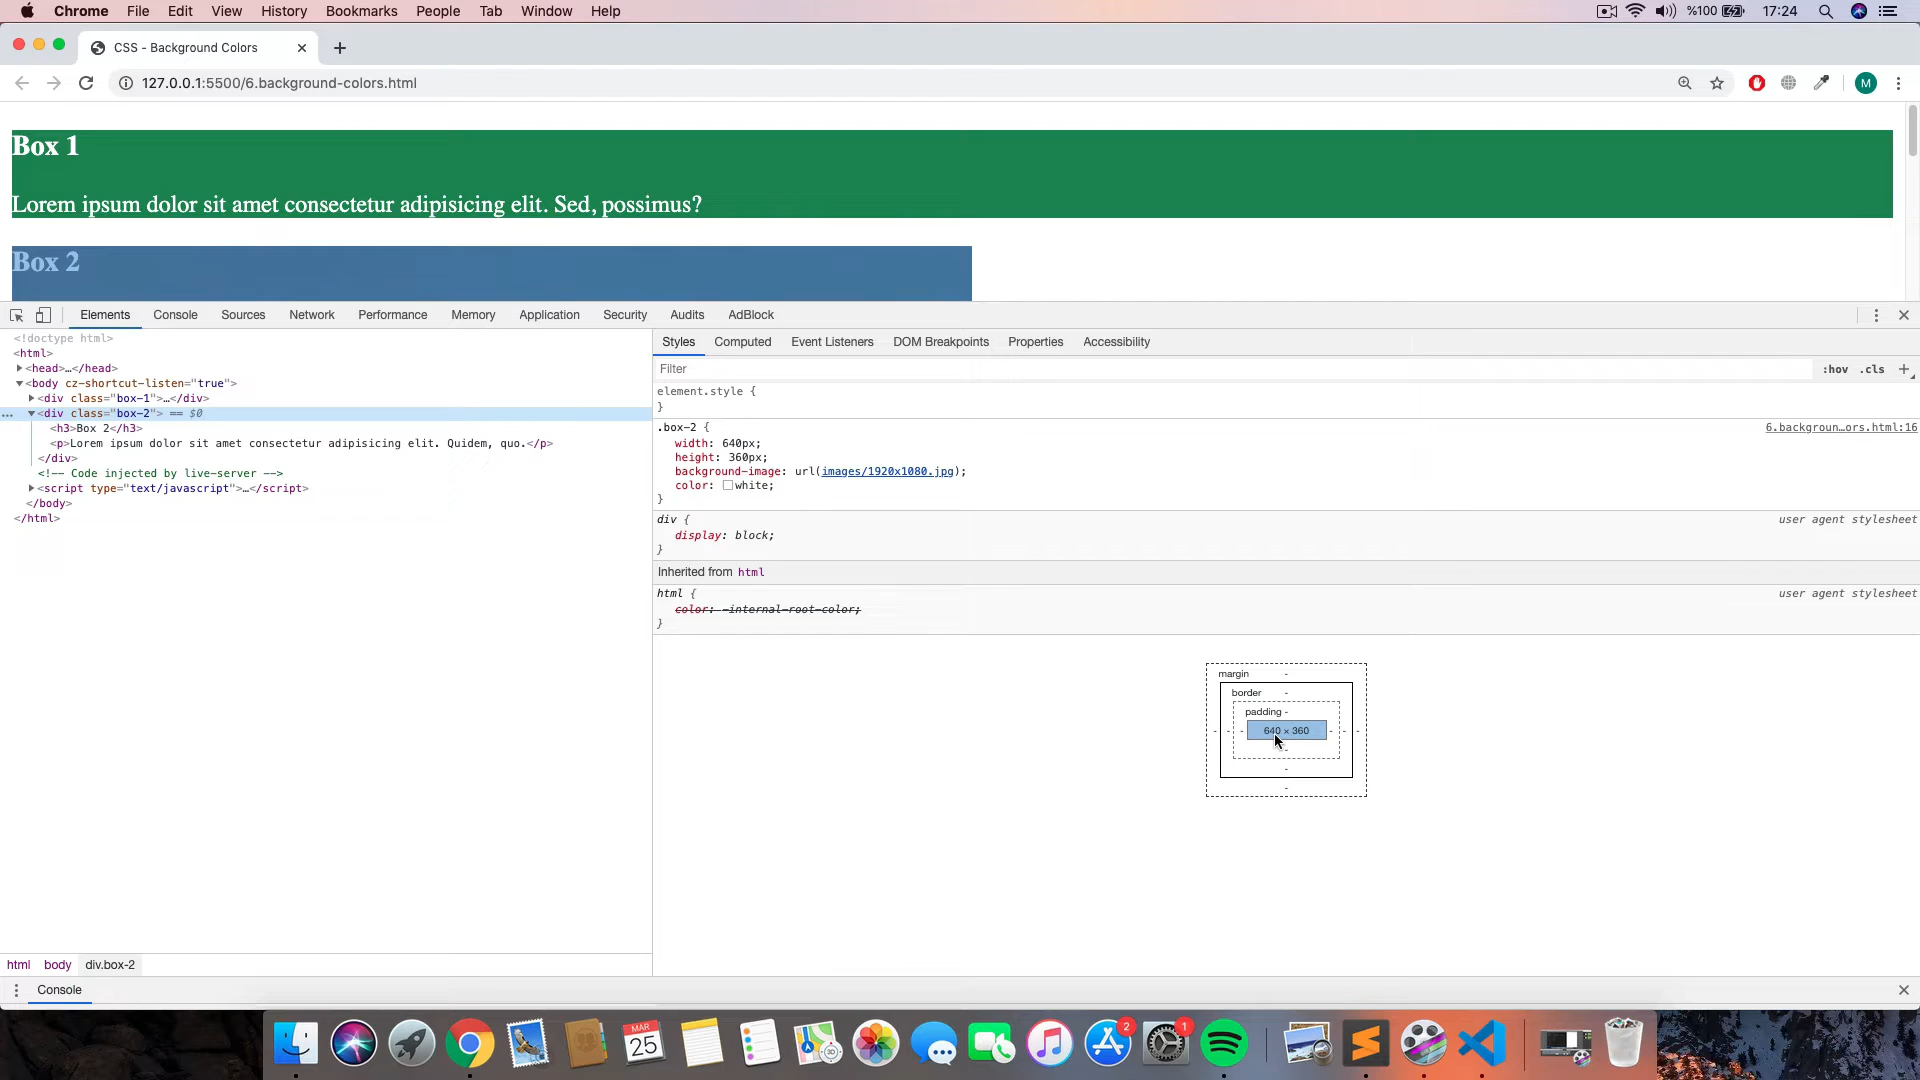 Chrome File Edit View History Bookmarks People Tab Window Help %100 17:24
CSS - Background Colors
127.0.0.1:5500/6.background-colors.html M
Box 1
Lorem ipsum dolor sit amet consectetur adipisicing elit. Sed, possimus?
Box 2
Elements Console Sources Network Performance Memory Application Security Audits AdBlock
<!doctype html>
<html>
<head>…</head>
<body cz-shortcut-listen="true">
<div class="box-1">…</div>
… <div class="box-2"> == $0
<h3>Box 2</h3>
<p>Lorem ipsum dolor sit amet consectetur adipisicing elit. Quidem, quo.</p>
</div>
<!-- Code injected by live-server -->
<script type="text/javascript">…</script>
</body>
</html>
Styles Computed Event Listeners DOM Breakpoints Properties Accessibility
Filter :hov .cls +
element.style {
}
.box-2 { 6.backgroun…ors.html:16
width: 640px;
height: 360px;
background-image: url(images/1920x1080.jpg);
color: white;
}
div { user agent stylesheet
display: block;
}
Inherited from html
html { user agent stylesheet
color: -internal-root-color;
}
margin -
border -
padding -
- - - 640 × 360 - - -
-
-
-
html body div.box-2
Console
MAR
25
2
1
3D